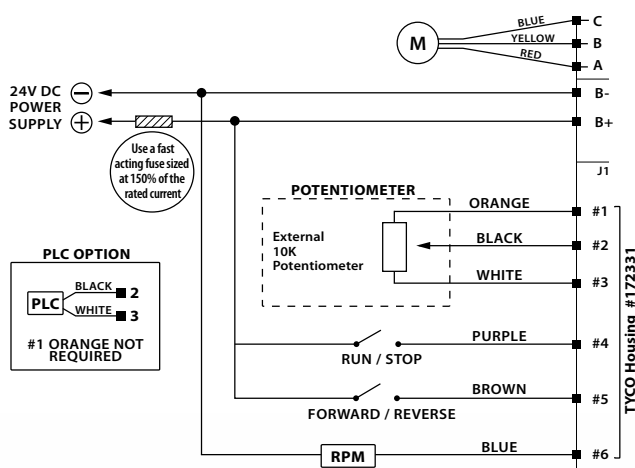 BLUE
C
M
YELLOW
B
RED
A
24V DC
POWER
SUPPLY
−
+
B-
B+
Use a fast
acting fuse sized
at 150% of the
rated current
J1
POTENTIOMETER
External
10K
Potentiometer
ORANGE
#1
BLACK
#2
WHITE
#3
PLC OPTION
PLC
BLACK
2
WHITE
3
#1 ORANGE NOT
REQUIRED
PURPLE
#4
RUN / STOP
BROWN
#5
FORWARD / REVERSE
BLUE
#6
RPM
TYCO Housing #172331